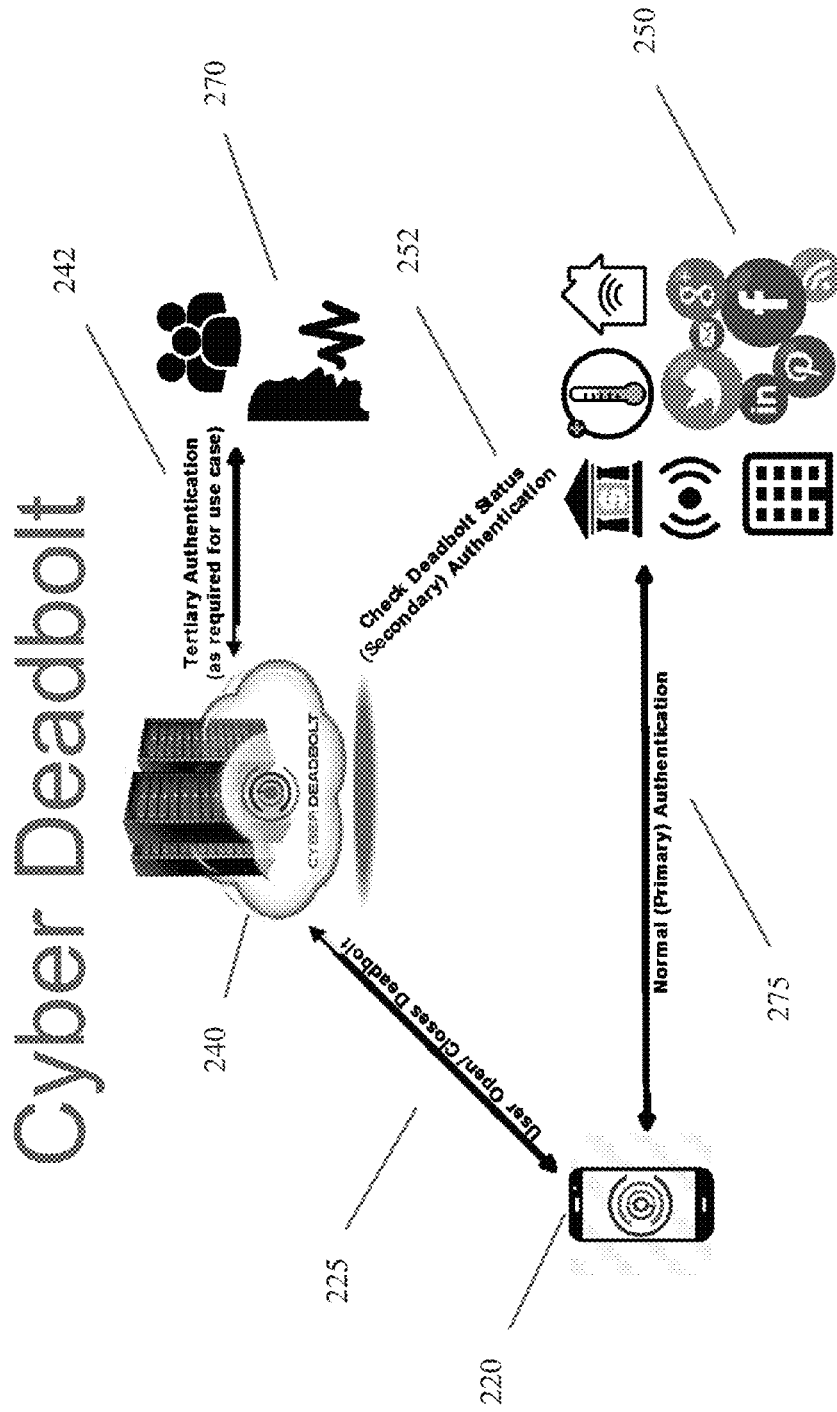 Cyber Deadbolt
242
270
Tertiary Authentication
(as required for use case)
240
CYBER DEADBOLT
252
Check Deadbolt Status
(Secondary) Authentication
225
User Open/ Closes Deadbolt
250
$
g
f
in
p
220
Normal (Primary) Authentication
275